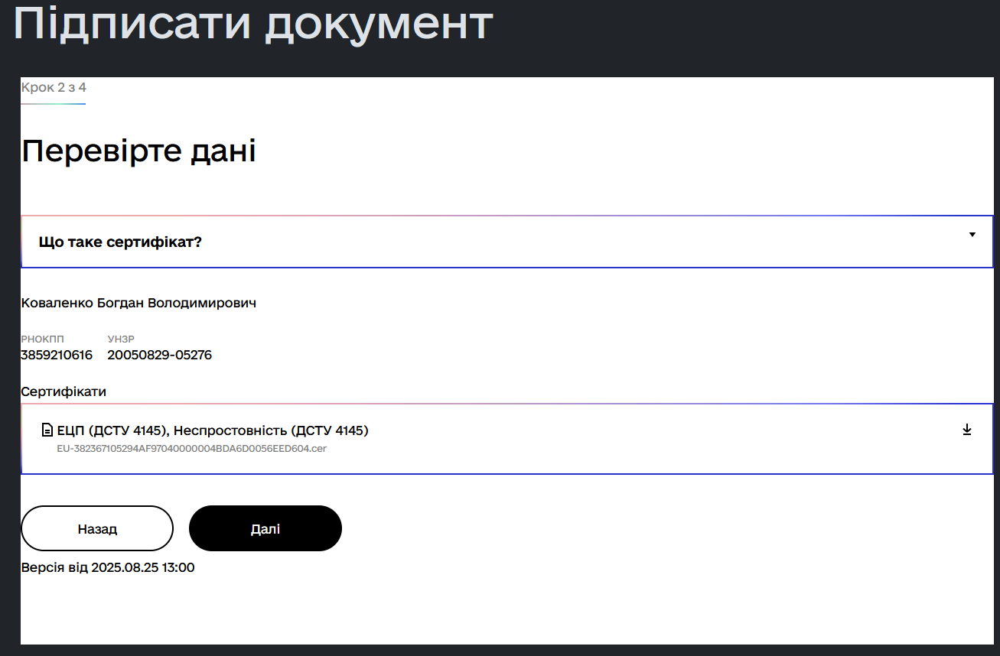 Підписати документ
Крок 2 з 4
Перевірте дані
Що таке сертифікат?
Коваленко Богдан Володимирович
РНОКПП УНЗР
3859210616 20050829-05276
Сертифікати
ЕЦП (ДСТУ 4145), Неспростовність (ДСТУ 4145)
EU-382367105294AF97040000004BDA6D0056EED604.cer
Назад Далі
Версія від 2025.08.25 13:00